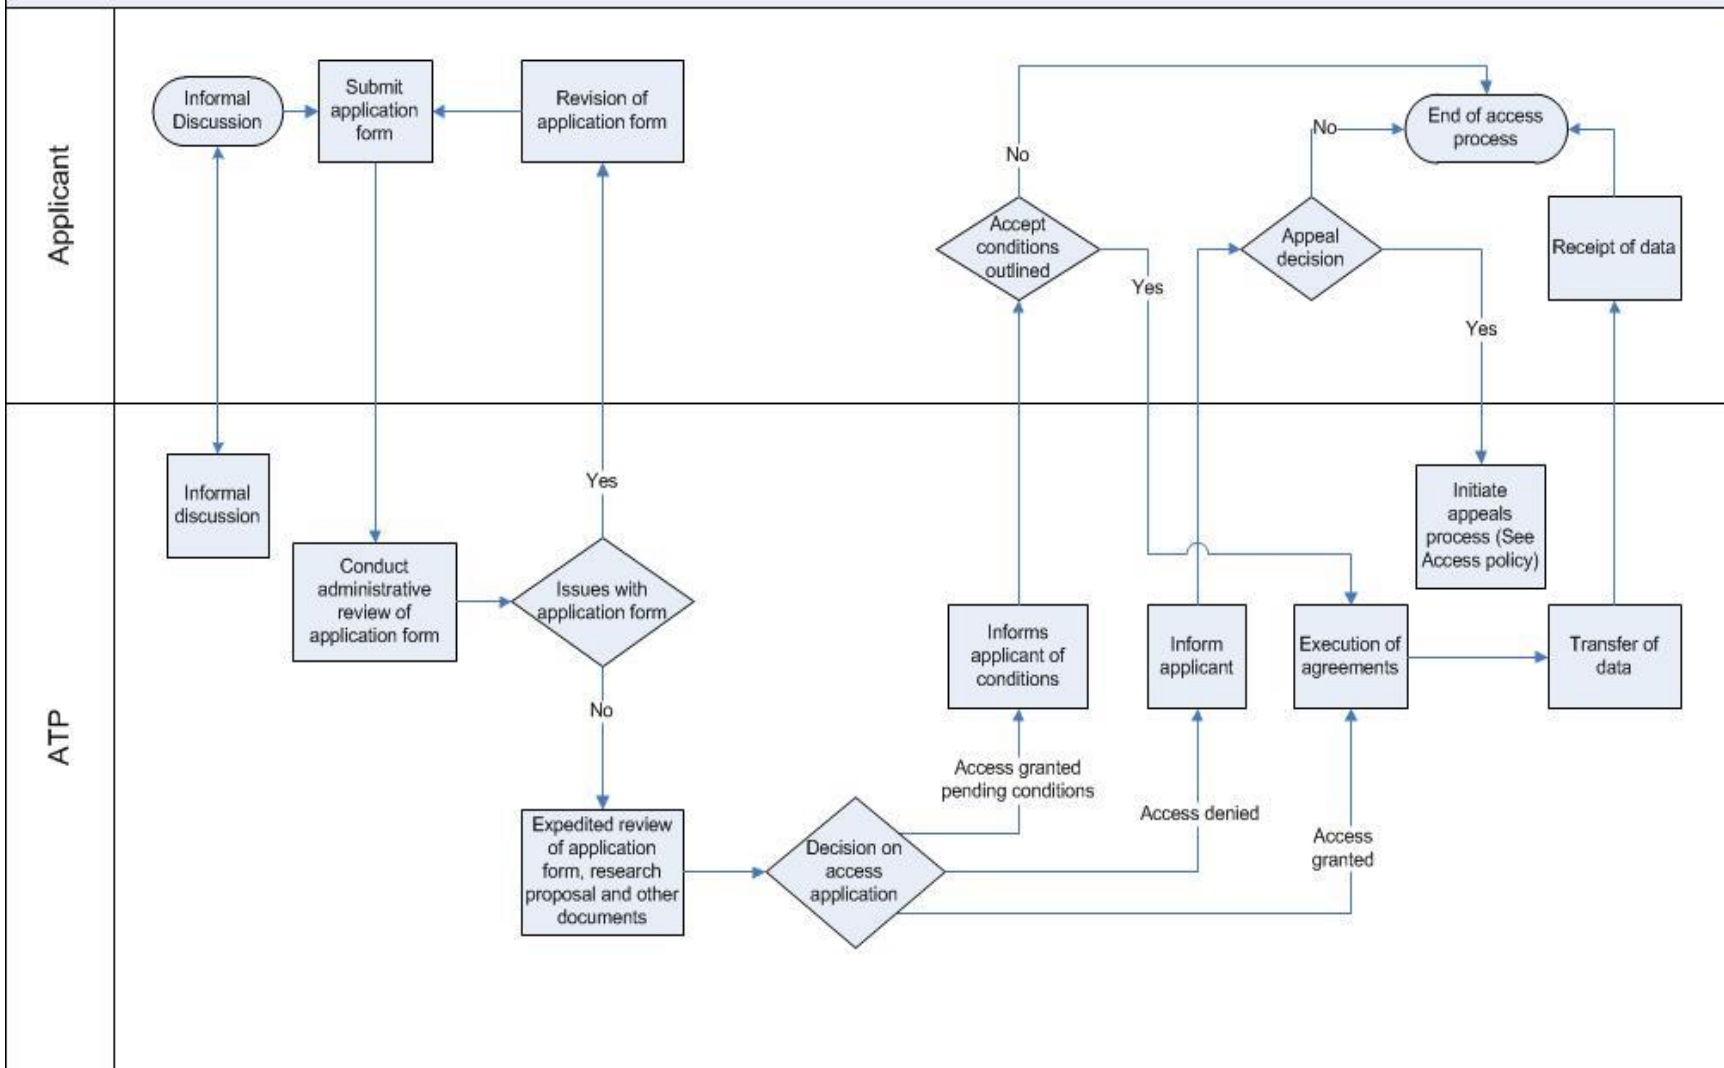 Applicant
Informal
Discussion
Submit
application
form
Revision of
application form
No
Accept
conditions
outlined
Yes
No
Appeal
decision
Yes
End of access
process
Receipt of data
ATP
Informal
discussion
Conduct
administrative
review of
application form
Yes
Issues with
application form
No
Expedited review
of application
form, research
proposal and other
documents
Decision on
access
application
Access granted
pending conditions
Informs
applicant of
conditions
Access denied
Inform
applicant
Access
granted
Execution of
agreements
Initiate
appeals
process (See
Access policy)
Transfer of
data